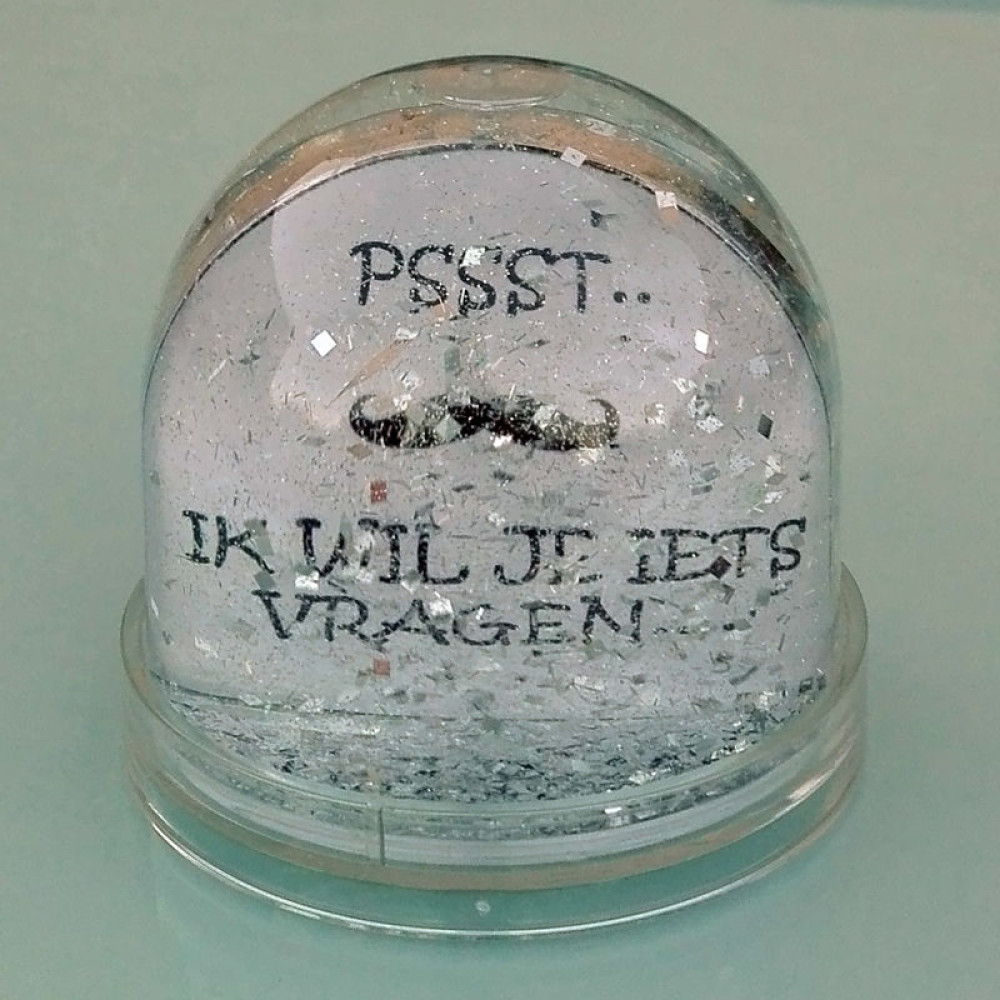 PSSST..
IK WIL JE IETS
VRAGEN....